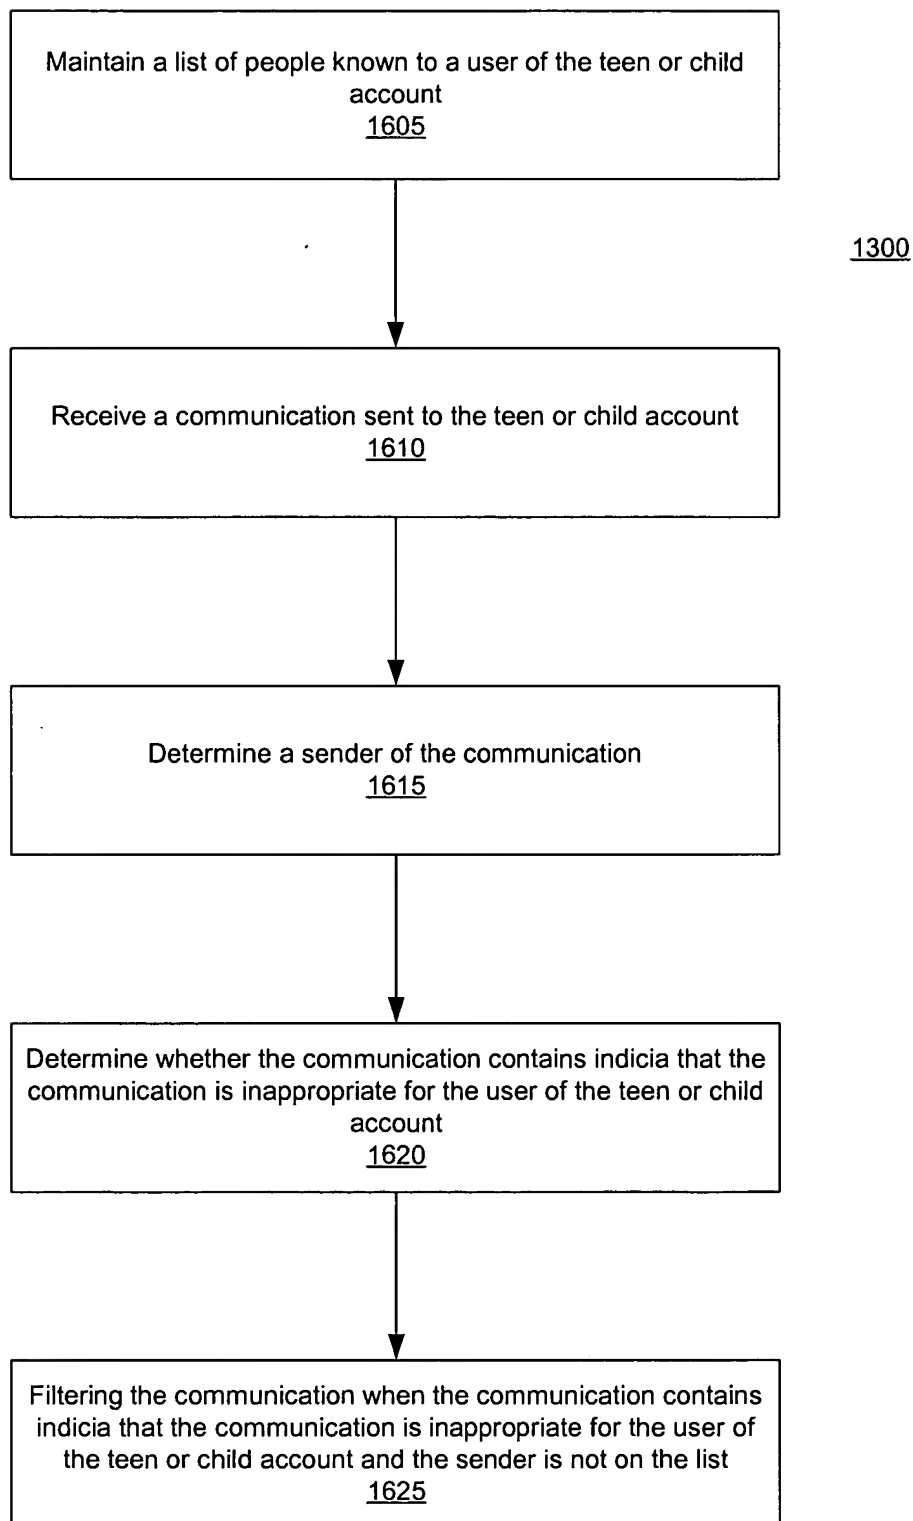 Maintain a list of people known to a user of the teen or child
account
1605
1300
Receive a communication sent to the teen or child account
1610
Determine a sender of the communication
1615
Determine whether the communication contains indicia that the
communication is inappropriate for the user of the teen or child
account
1620
Filtering the communication when the communication contains
indicia that the communication is inappropriate for the user of
the teen or child account and the sender is not on the list
1625